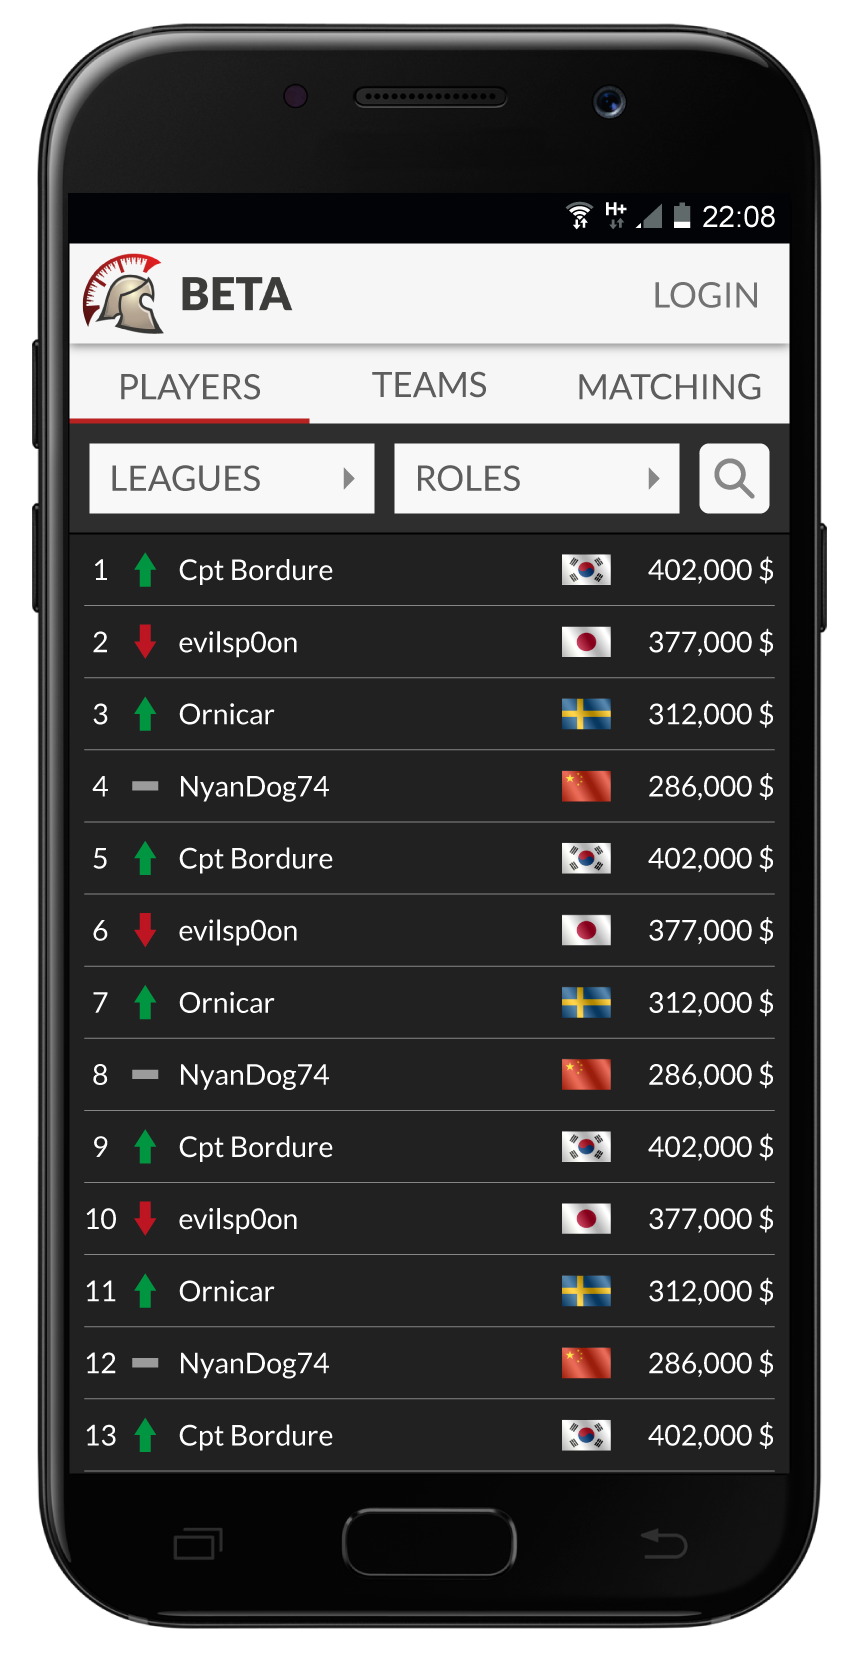 H+ 22:08
BETA LOGIN
PLAYERS TEAMS MATCHING
LEAGUES ROLES
1 Cpt Bordure 402,000 $
2 evilsp0on 377,000 $
3 Ornicar 312,000 $
4 NyanDog74 286,000 $
5 Cpt Bordure 402,000 $
6 evilsp0on 377,000 $
7 Ornicar 312,000 $
8 NyanDog74 286,000 $
9 Cpt Bordure 402,000 $
10 evilsp0on 377,000 $
11 Ornicar 312,000 $
12 NyanDog74 286,000 $
13 Cpt Bordure 402,000 $